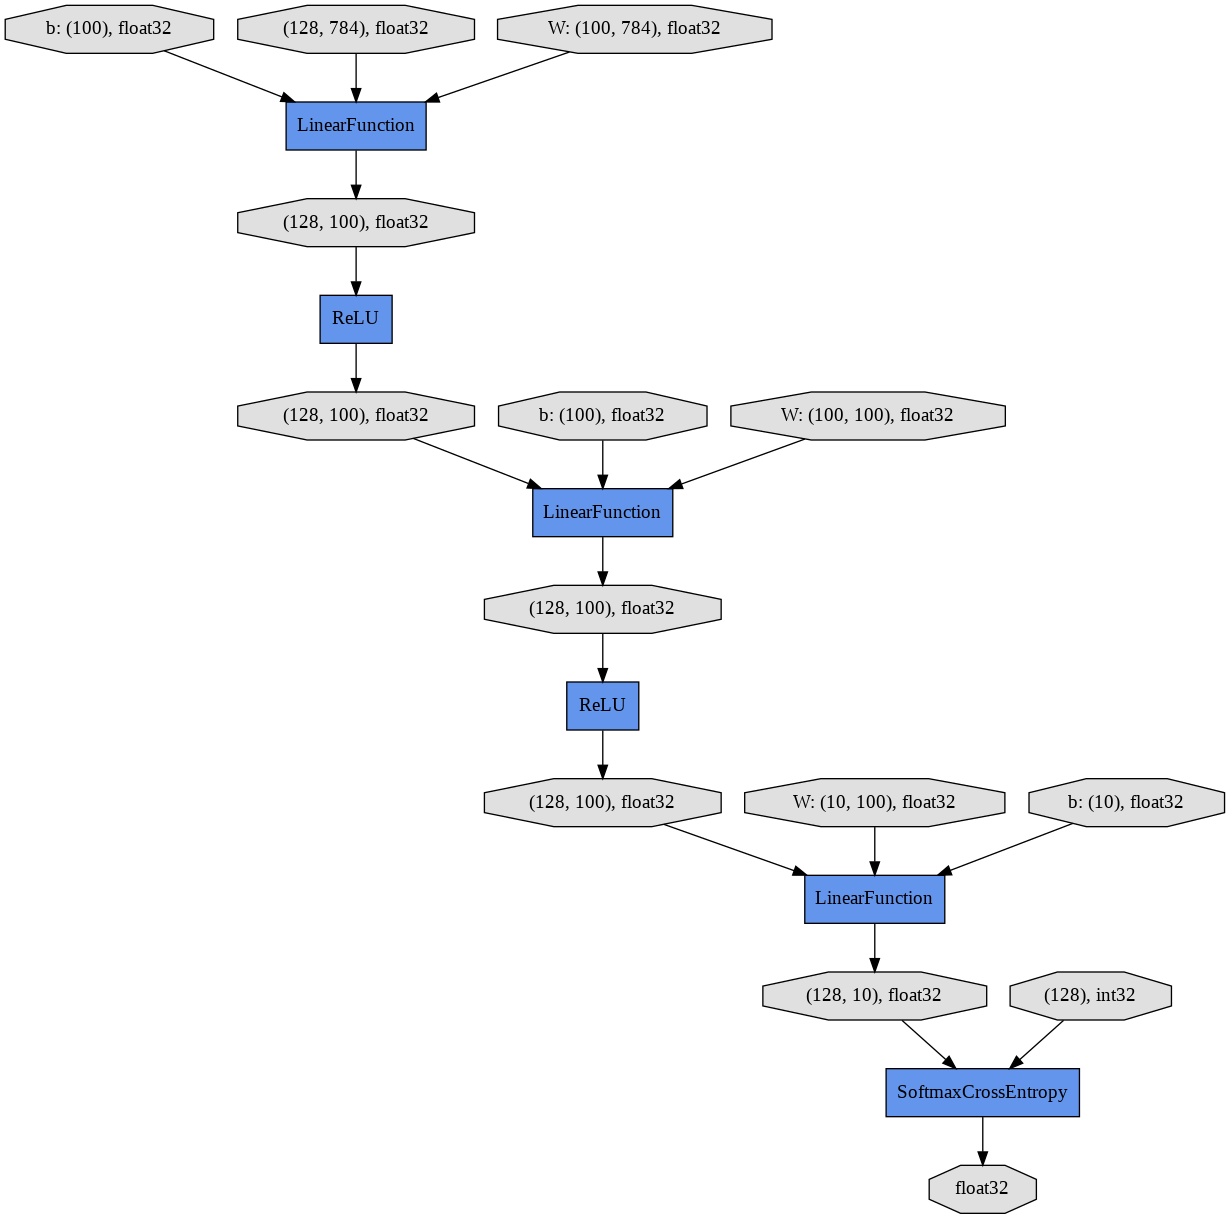 b: (100), float32
(128, 784), float32
W: (100, 784), float32
LinearFunction
(128, 100), float32
ReLU
(128, 100), float32
b: (100), float32
W: (100, 100), float32
LinearFunction
(128, 100), float32
ReLU
(128, 100), float32
W: (10, 100), float32
b: (10), float32
LinearFunction
(128, 10), float32
(128), int32
SoftmaxCrossEntropy
float32